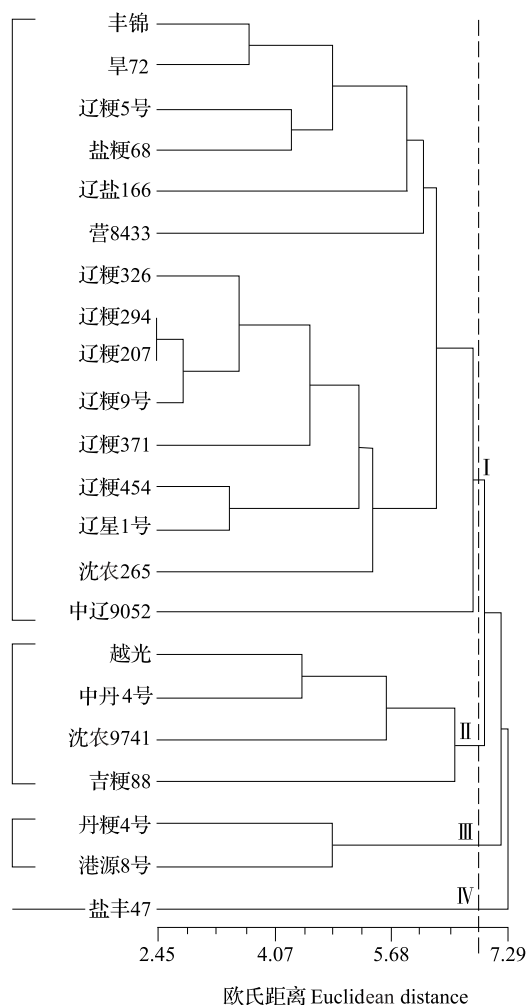 丰锦
旱72
辽粳5号
盐粳68
辽盐166
营8433
辽粳326
辽粳294
辽粳207
辽粳9号
辽粳371
辽粳454
辽星1号
沈农265
中辽9052
Ⅰ
越光
中丹4号
沈农9741
Ⅱ
吉粳88
丹粳4号
Ⅲ
港源8号
Ⅳ
盐丰47
2.45 4.07 5.68 7.29
欧氏距离 Euclidean distance